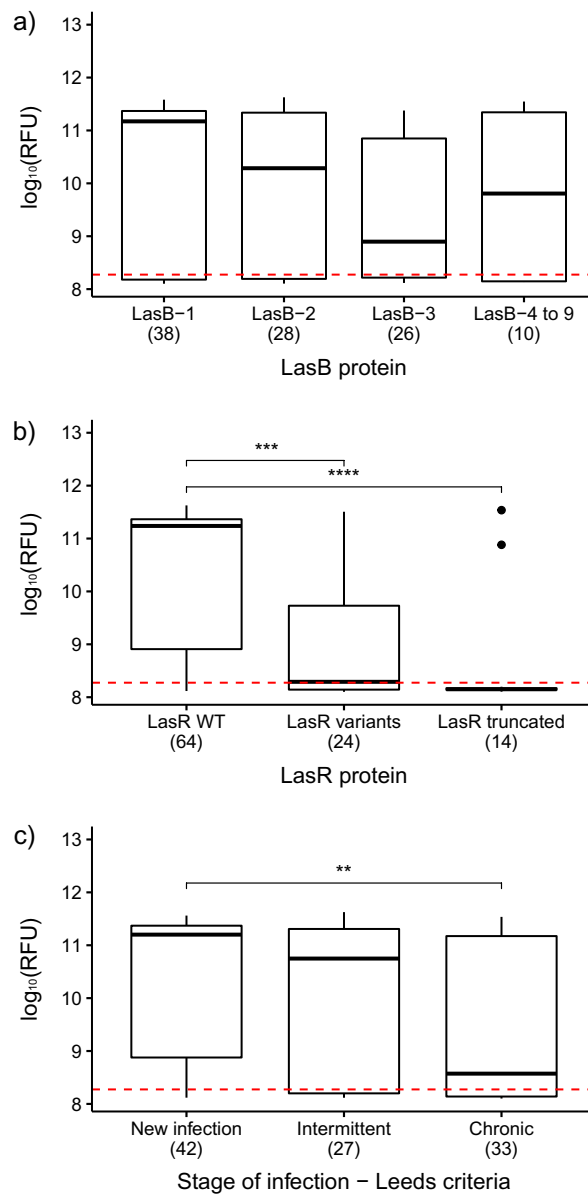 a)
13
12
11
10
9
8
log₁₀(RFU)
LasB−1 LasB−2 LasB−3 LasB−4 to 9
(38) (28) (26) (10)
LasB protein
b)
13
12
11
10
9
8
log₁₀(RFU)
***
****
LasR WT LasR variants LasR truncated
(64) (24) (14)
LasR protein
c)
13
12
11
10
9
8
log₁₀(RFU)
**
New infection Intermittent Chronic
(42) (27) (33)
Stage of infection − Leeds criteria